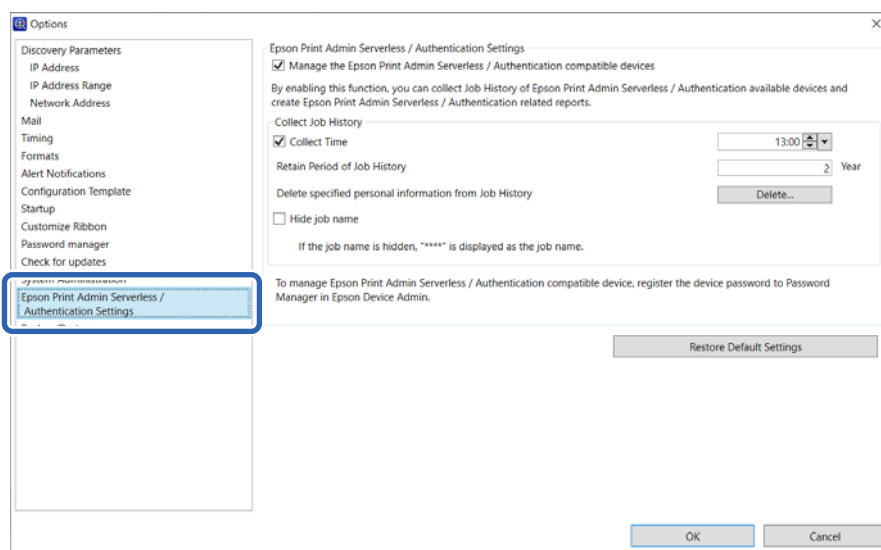 Options
Discovery Parameters
IP Address
IP Address Range
Network Address
Mail
Timing
Formats
Alert Notifications
Configuration Template
Startup
Customize Ribbon
Password manager
Check for updates
System Administration
Epson Print Admin Serverless /
Authentication Settings
Epson Print Admin Serverless / Authentication Settings
Manage the Epson Print Admin Serverless / Authentication compatible devices
By enabling this function, you can collect Job History of Epson Print Admin Serverless / Authentication available devices and
create Epson Print Admin Serverless / Authentication related reports.
Collect Job History
Collect Time 13:00
Retain Period of Job History 2 Year
Delete specified personal information from Job History Delete...
Hide job name
If the job name is hidden, "****" is displayed as the job name.
To manage Epson Print Admin Serverless / Authentication compatible device, register the device password to Password
Manager in Epson Device Admin.
Restore Default Settings
OK Cancel